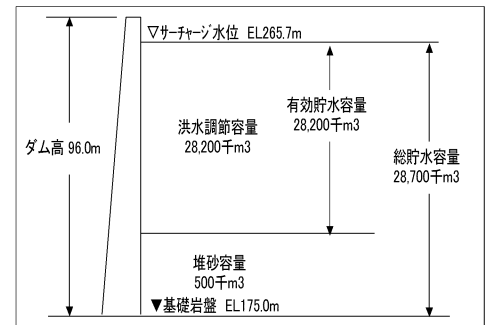 ▽サーチャージ水位 EL265.7m
有効貯水容量
28,200千m3
洪水調節容量
28,200千m3
ダム高 96.0m
総貯水容量
28,700千m3
堆砂容量
500千m3
▼基礎岩盤 EL175.0m